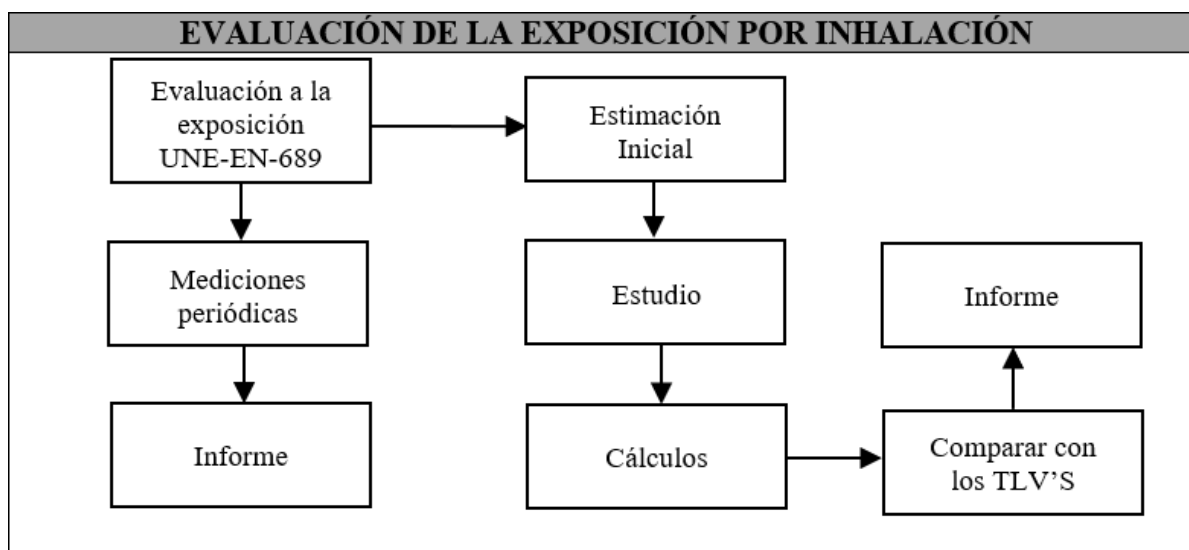 EVALUACIÓN DE LA EXPOSICIÓN POR INHALACIÓN
Evaluación a la
exposición
UNE-EN-689
Estimación
Inicial
Mediciones
periódicas
Estudio
Informe
Informe
Cálculos
Comparar con
los TLV’S